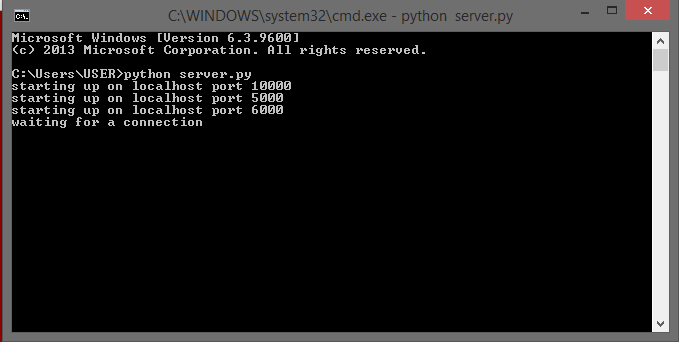 C:\WINDOWS\system32\cmd.exe - python server.py
Microsoft Windows [Version 6.3.9600]
(c) 2013 Microsoft Corporation. All rights reserved.
C:\Users\USER>python server.py
starting up on localhost port 10000
starting up on localhost port 5000
starting up on localhost port 6000
waiting for a connection